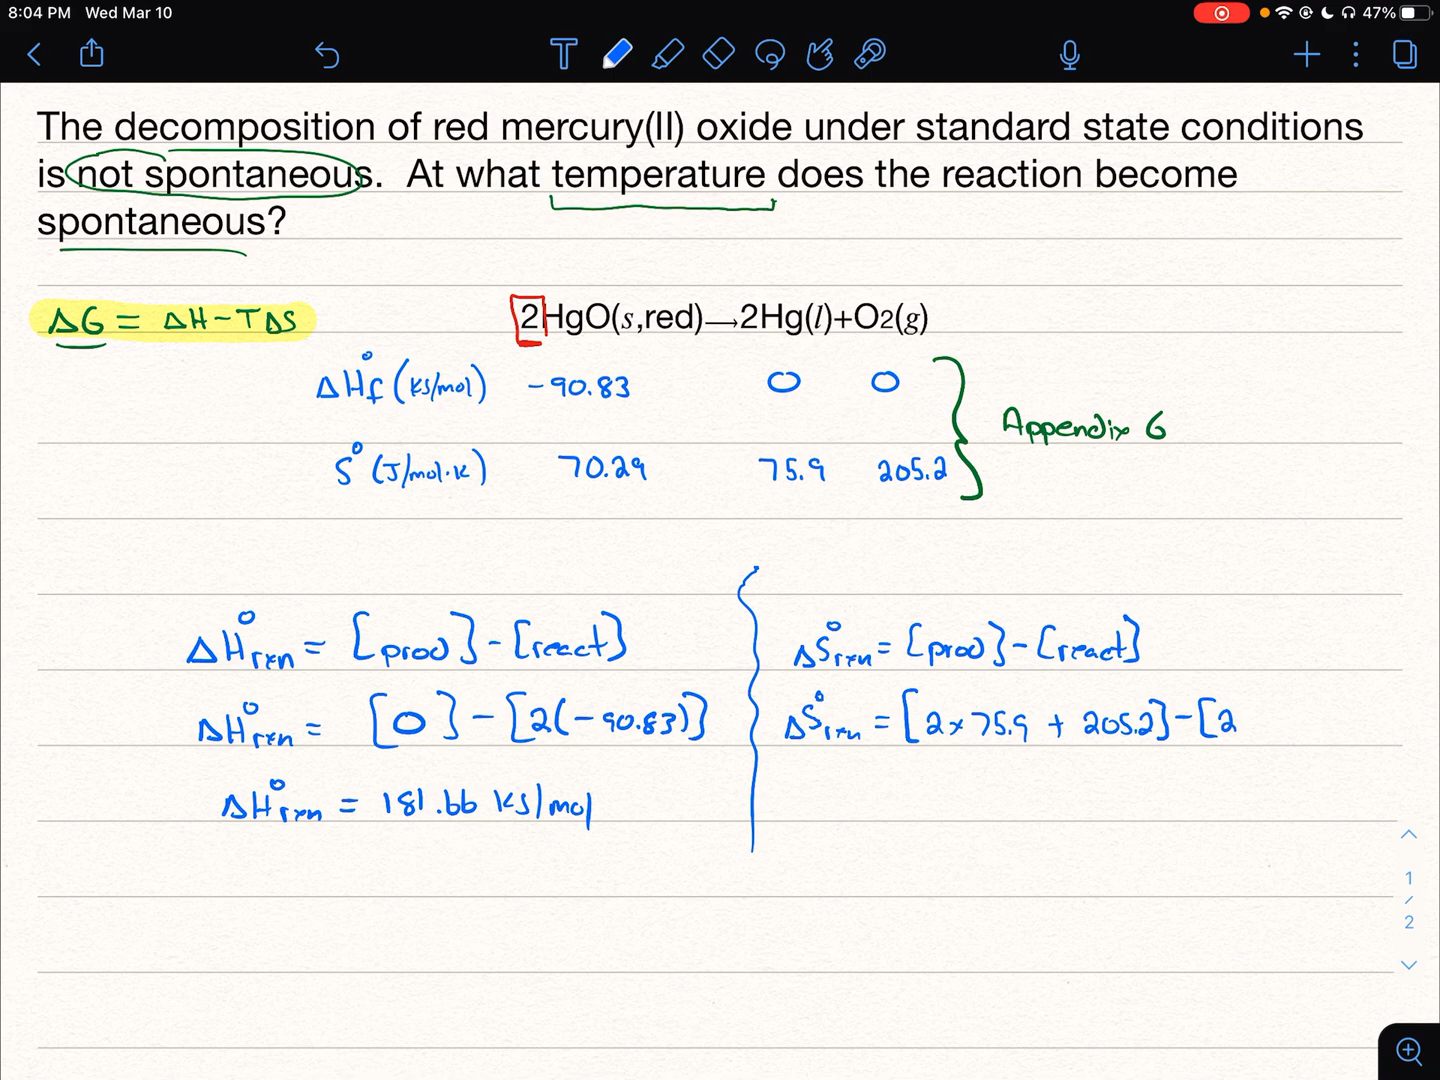 8:04 PM Wed Mar 10 47%
The decomposition of red mercury(II) oxide under standard state conditions
is not spontaneous. At what temperature does the reaction become
spontaneous?
ΔG = ΔH-TΔS 2HgO(s,red)→2Hg(l)+O2(g)
ΔH°f (kJ/mol) -90.83 0 0
Appendix G
S° (J/mol·K) 70.29 75.9 205.2
ΔH°rxn = [prod]-[react] ΔS°rxn = [prod]-[react]
ΔH°rxn = [0] - [2(-90.83)] ΔS°rxn = [2×75.9 + 205.2]-[2
ΔH°rxn = 181.66 kJ/mol
1
/
2